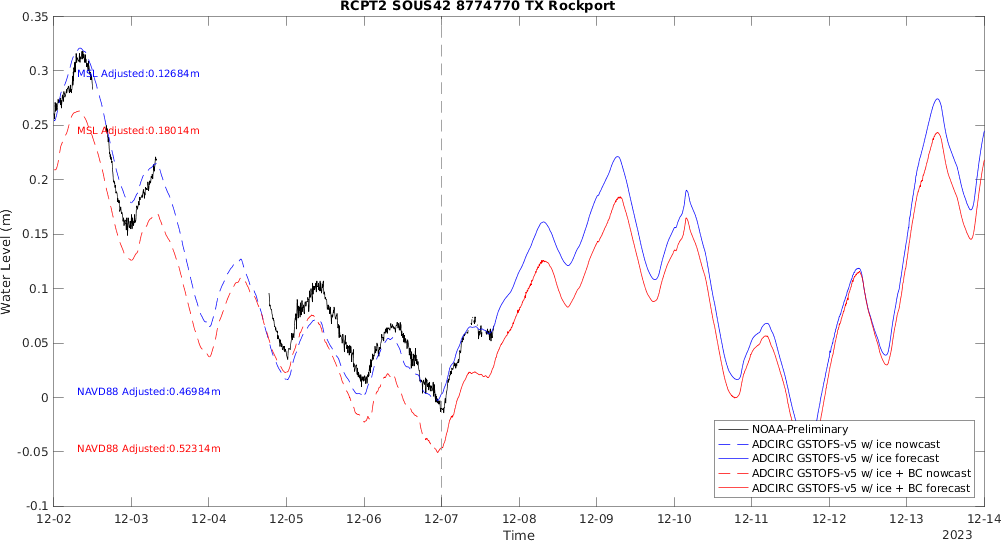 RCPT2 SOUS42 8774770 TX Rockport
0.35
0.3
0.25
0.2
0.15
0.1
0.05
0
-0.05
-0.1
Water Level (m)
MSL Adjusted:0.12684m
MSL Adjusted:0.18014m
NAVD88 Adjusted:0.46984m
NAVD88 Adjusted:0.52314m
NOAA-Preliminary
ADCIRC GSTOFS-v5 w/ ice nowcast
ADCIRC GSTOFS-v5 w/ ice forecast
ADCIRC GSTOFS-v5 w/ ice + BC nowcast
ADCIRC GSTOFS-v5 w/ ice + BC forecast
12-02 12-03 12-04 12-05 12-06 12-07 12-08 12-09 12-10 12-11 12-12 12-13 12-14
Time
2023